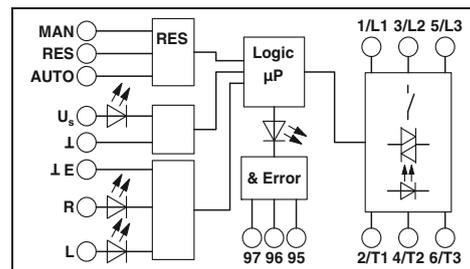 MAN
RES
AUTO
RES
Logic
µP
1/L1 3/L2 5/L3
Us
⊥
⊥ E
R
L
& Error
97 96 95
2/T1 4/T2 6/T3